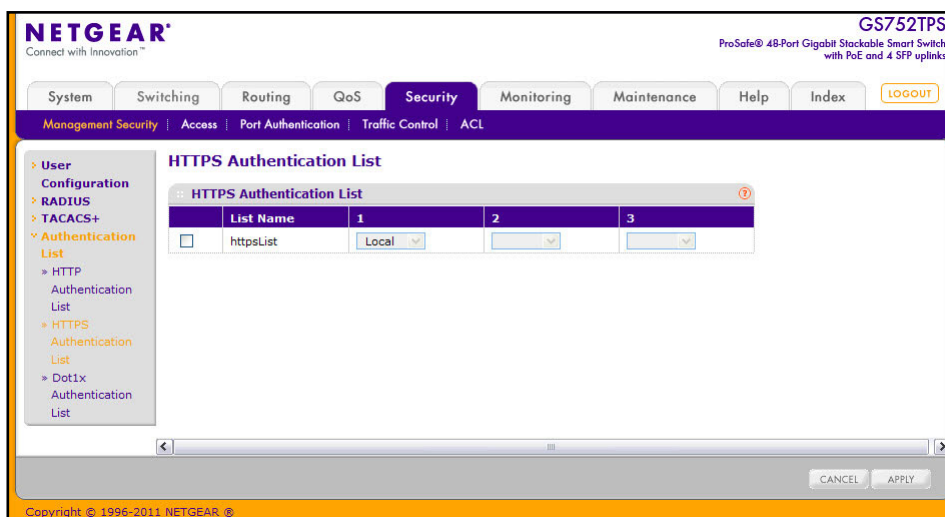 NETGEAR®
Connect with Innovation™
GS752TPS
ProSafe® 48-Port Gigabit Stackable Smart Switch
with PoE and 4 SFP uplinks
System Switching Routing QoS Security Monitoring Maintenance Help Index LOGOUT
Management Security Access Port Authentication Traffic Control ACL
User
Configuration
RADIUS
TACACS+
Authentication
List
» HTTP
Authentication
List
» HTTPS
Authentication
List
» Dot1x
Authentication
List
HTTPS Authentication List
HTTPS Authentication List ?
List Name 1 2 3
httpsList Local
CANCEL APPLY
Copyright © 1996-2011 NETGEAR ®